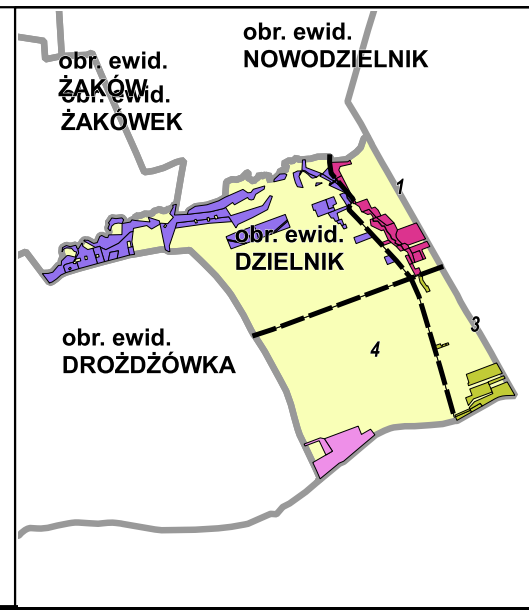 obr. ewid.
NOWODZIELNIK
obr. ewid.
ŻAKÓW
obr. ewid.
ŻAKÓWEK
1
obr. ewid.
DZIELNIK
3
obr. ewid.
DROŻDŻÓWKA
4